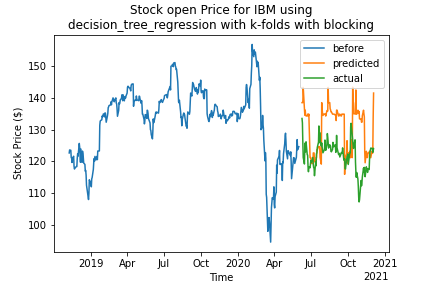 Stock open Price for IBM using
decision_tree_regression with k-folds with blocking
before
predicted
actual
Stock Price ($)
150
140
130
120
110
100
2019 Apr Jul Oct 2020 Apr Jul Oct 2021
2021
Time